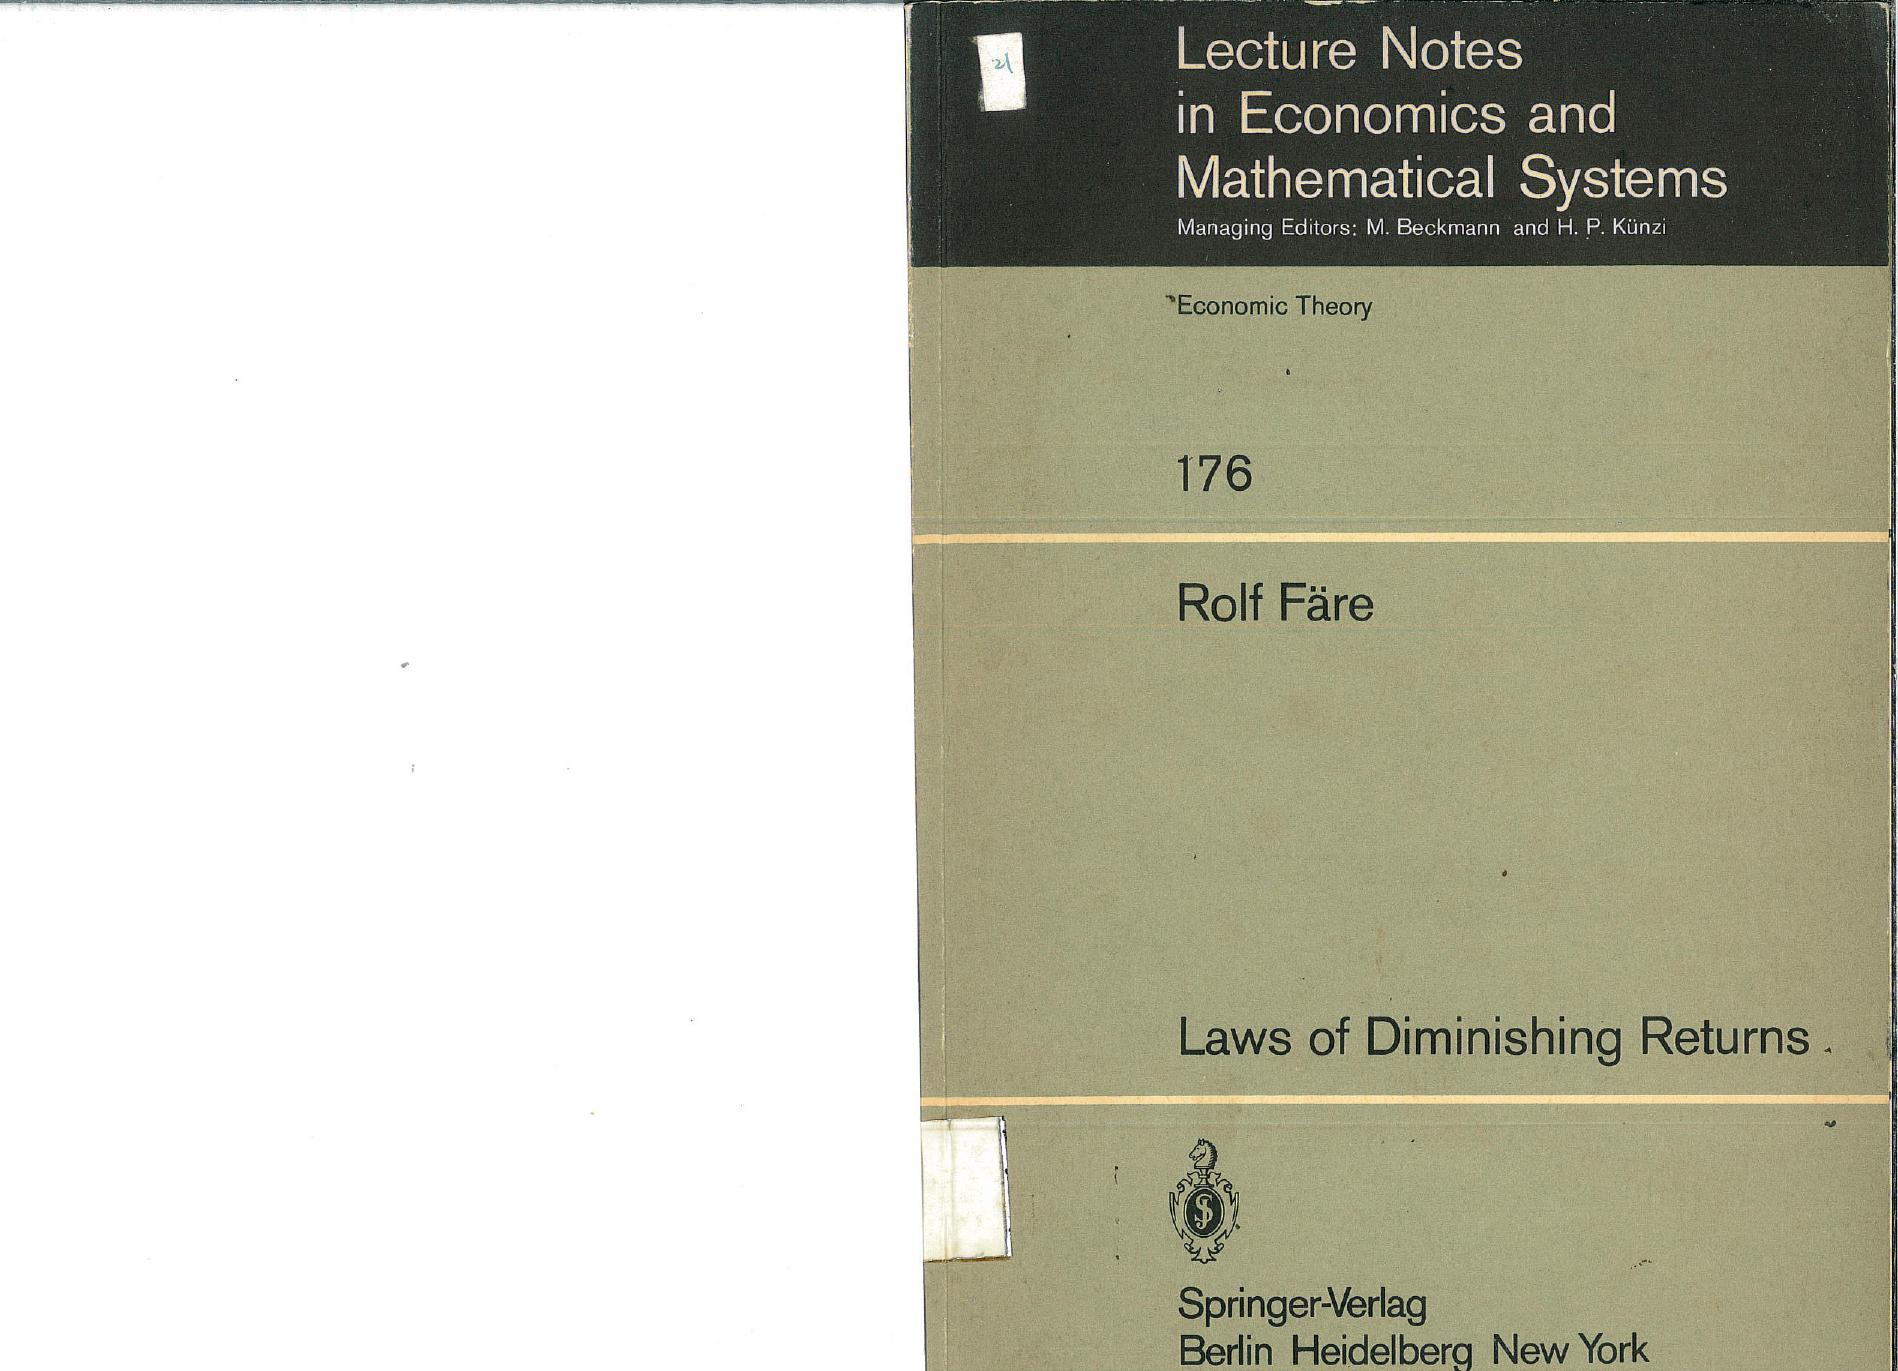 21
Lecture Notes
in Economics and
Mathematical Systems
Managing Editors: M. Beckmann and H. P. Künzi
Economic Theory
176
Rolf Färe
Laws of Diminishing Returns
Springer-Verlag
Berlin Heidelberg New York